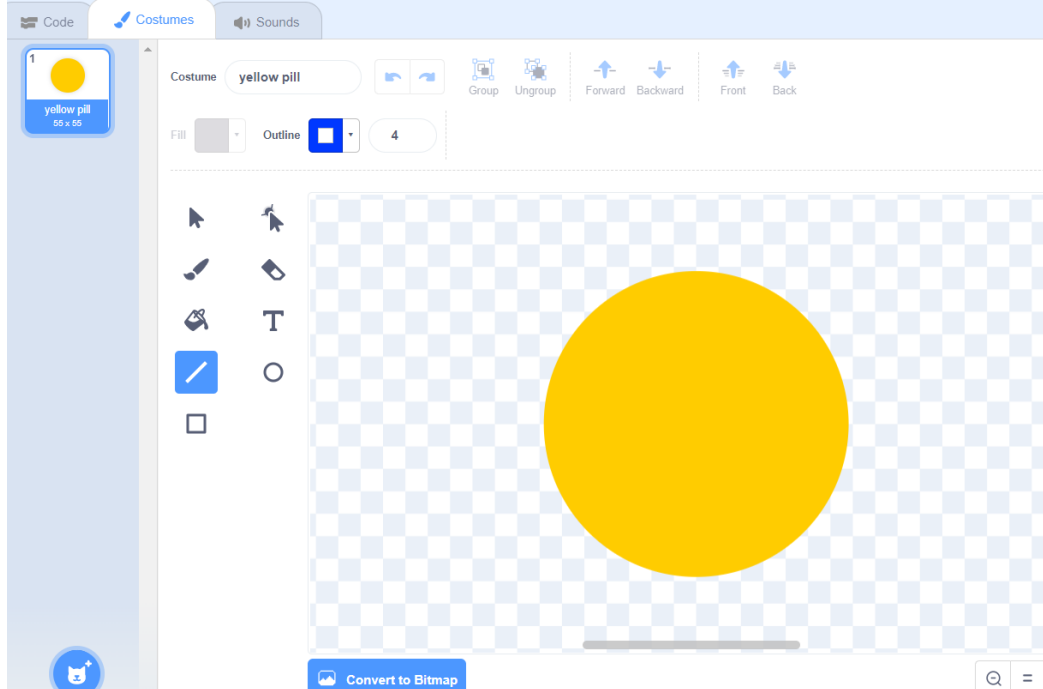 Code
Costumes
Sounds
1
yellow pill
55 x 55
Costume
yellow pill
Group
Ungroup
Forward
Backward
Front
Back
Fill
Outline
4
T
Convert to Bitmap